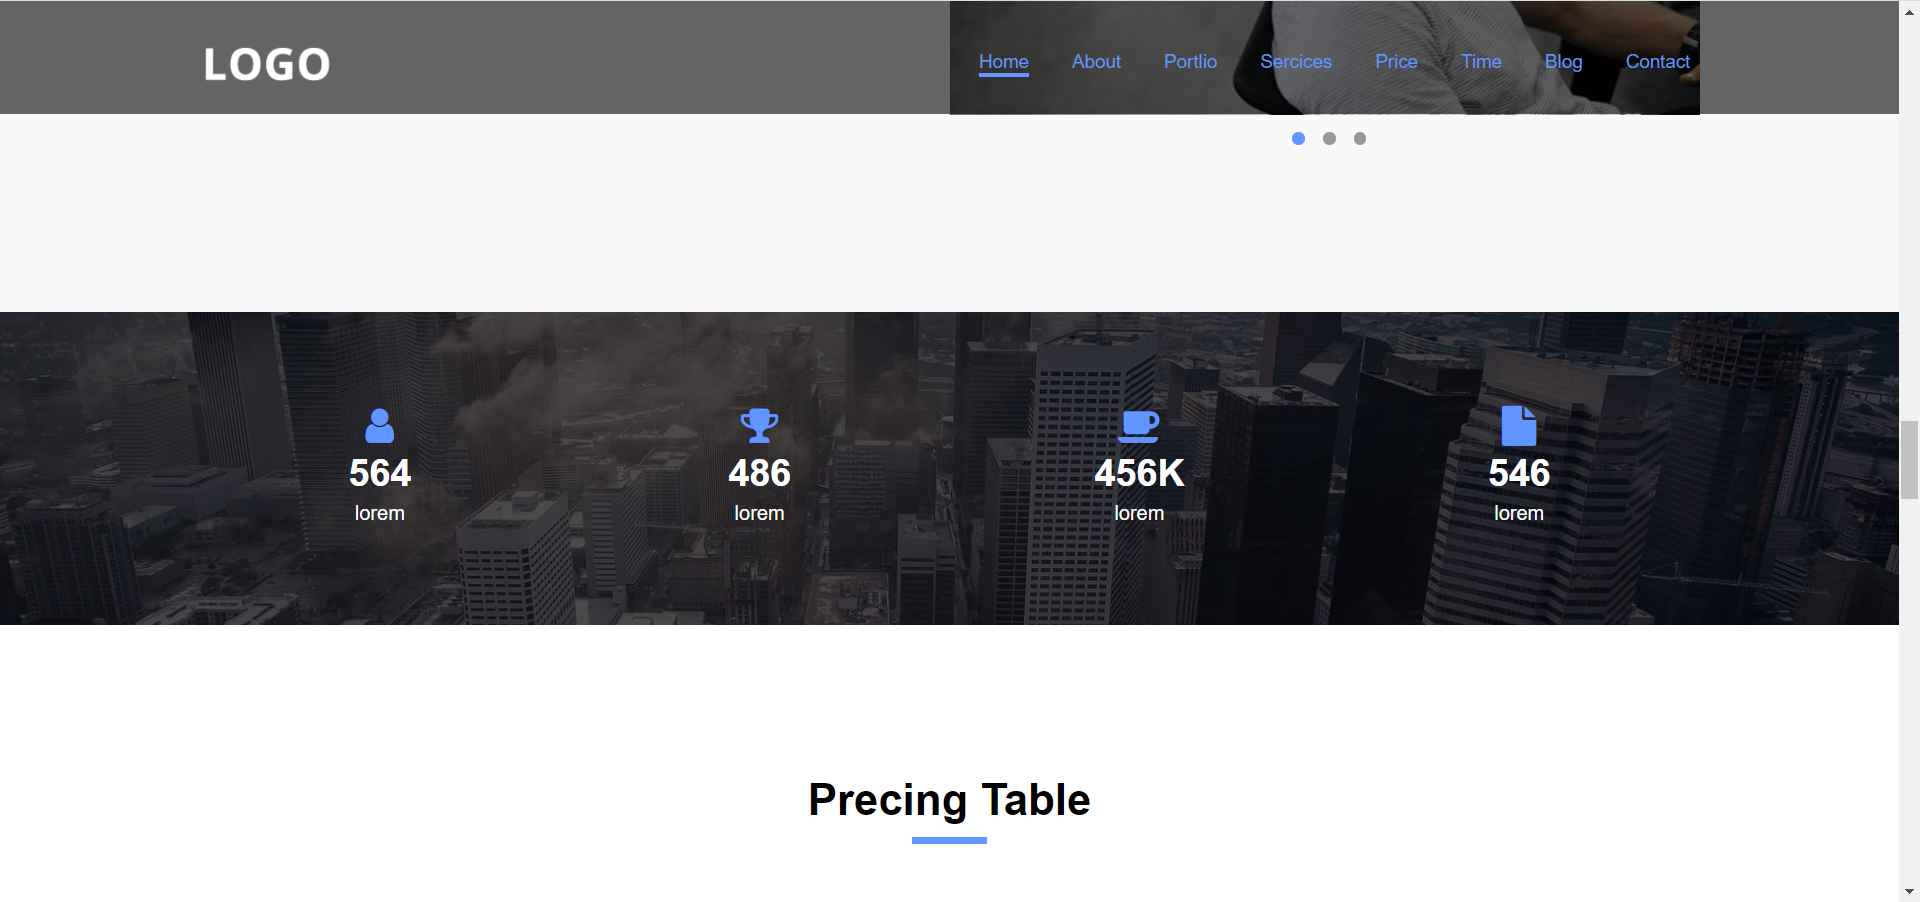 LOGO
Home About Portlio Sercices Price Time Blog Contact
564 486 456K 546
lorem lorem lorem lorem
Precing Table